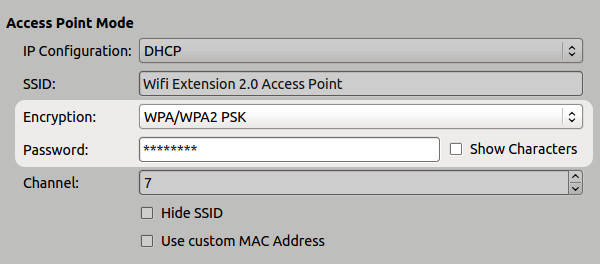 Access Point Mode
IP Configuration: DHCP
SSID: Wifi Extension 2.0 Access Point
Encryption: WPA/WPA2 PSK
Password: ******** Show Characters
Channel: 7
Hide SSID
Use custom MAC Address